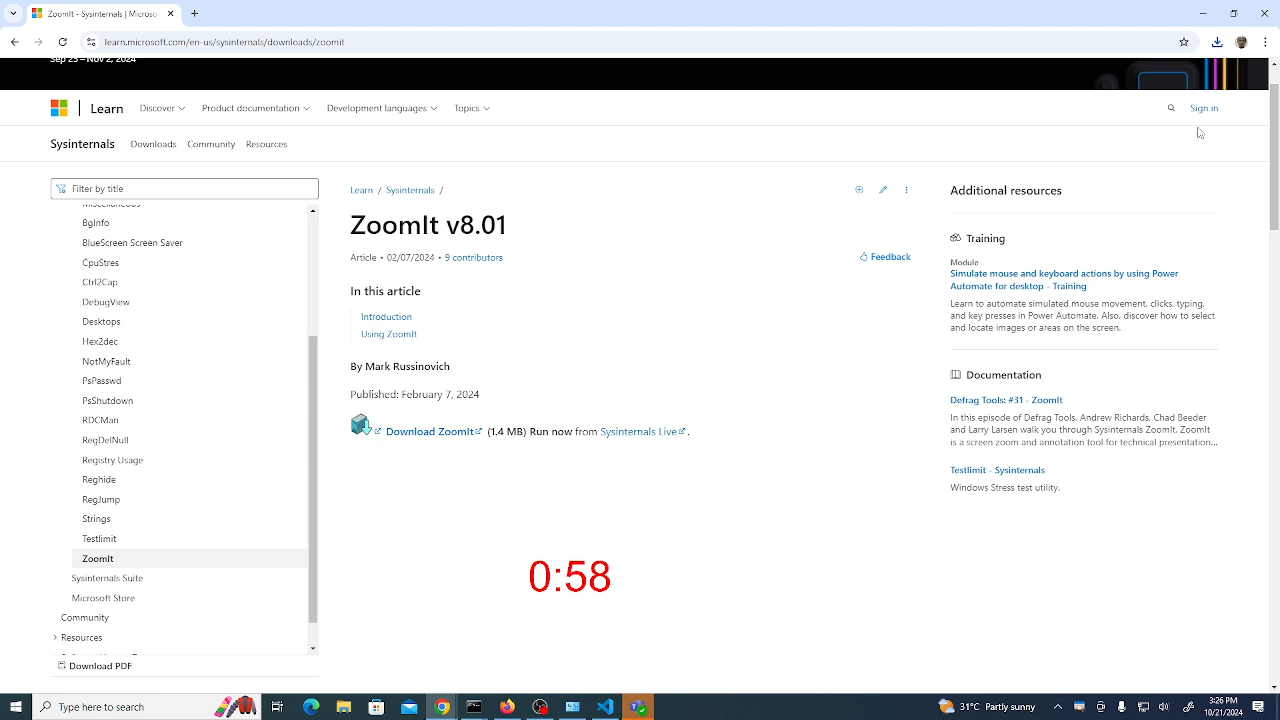 ZoomIt - Sysinternals | Microsof
learn.microsoft.com/en-us/sysinternals/downloads/zoomit
Sep 23 – Nov 2, 2024
Learn
Discover
Product documentation
Development languages
Topics
Sign in
Sysinternals
Downloads
Community
Resources
Filter by title
Miscellaneous
BgInfo
BlueScreen Screen Saver
CpuStres
Ctrl2Cap
DebugView
Desktops
Hex2dec
NotMyFault
PsPasswd
PsShutdown
RDCMan
RegDelNull
Registry Usage
Reghide
RegJump
Strings
Testlimit
ZoomIt
Sysinternals Suite
Microsoft Store
Community
Resources
Download PDF
Learn / Sysinternals /
ZoomIt v8.01
Article • 02/07/2024 • 9 contributors
Feedback
In this article
Introduction
Using ZoomIt
By Mark Russinovich
Published: February 7, 2024
Download ZoomIt (1.4 MB) Run now from Sysinternals Live.
0:58
Additional resources
Training
Module
Simulate mouse and keyboard actions by using Power
Automate for desktop - Training
Learn to automate simulated mouse movement, clicks, typing,
and key presses in Power Automate. Also, discover how to select
and locate images or areas on the screen.
Documentation
Defrag Tools: #31 - ZoomIt
In this episode of Defrag Tools, Andrew Richards, Chad Beeder
and Larry Larsen walk you through Sysinternals ZoomIt. ZoomIt
is a screen zoom and annotation tool for technical presentation...
Testlimit - Sysinternals
Windows Stress test utility.
Type here to search
31°C Partly sunny
3:26 PM
10/21/2024